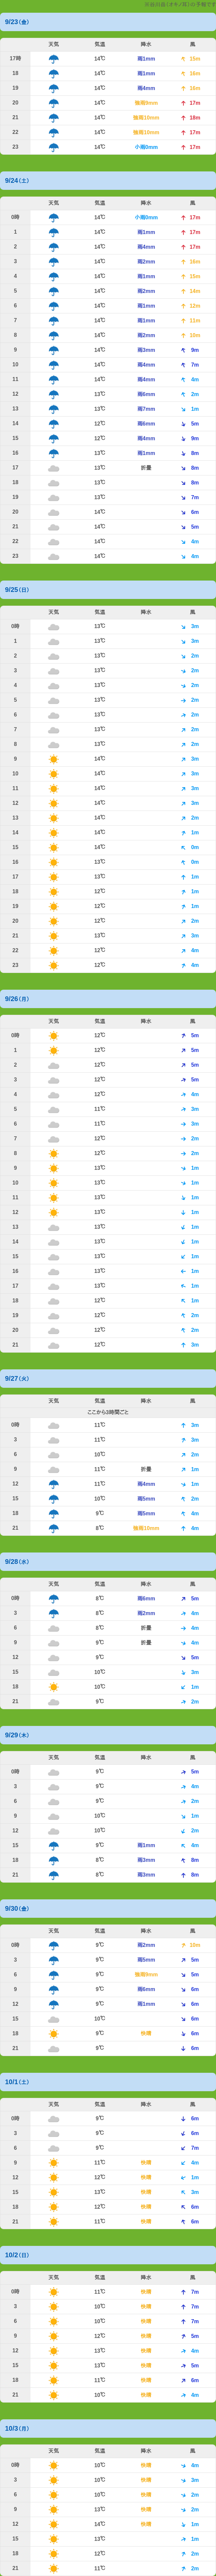 9/23(金)
天気 気温 降水 風
17時 14℃ 雨1mm 15m
18 14℃ 雨1mm 16m
19 14℃ 雨4mm 16m
20 14℃ 17m
21 14℃ 18m
22 14℃ 17m
23 14℃ 小雨0mm 17m
9/24(土)
天気 気温 降水 風
0時 14℃ 小雨0mm 17m
1 14℃ 雨1mm 17m
2 14℃ 雨4mm 17m
3 14℃ 雨2mm 16m
4 14℃ 雨1mm 15m
5 14℃ 雨2mm 14m
6 14℃ 雨1mm 12m
7 14℃ 雨1mm 11m
8 14℃ 雨2mm 10m
9 14℃ 雨3mm 9m
10 14℃ 雨4mm 7m
11 14℃ 雨4mm 4m
12 13℃ 雨6mm 2m
13 13℃ 雨7mm 1m
14 12℃ 雨6mm 5m
15 12℃ 雨4mm 9m
16 12℃ 雨1mm 8m
17 13℃ 折畳 8m
18 13℃ 8m
19 13℃ 7m
20 14℃ 6m
21 14℃ 5m
22 14℃ 4m
23 14℃ 4m
9/25(日)
天気 気温 降水 風
0時 13℃ 3m
1 13℃ 3m
2 13℃ 2m
3 13℃ 2m
4 13℃ 2m
5 13℃ 2m
6 13℃ 2m
7 13℃ 2m
8 13℃ 2m
9 14℃ 3m
10 14℃ 3m
11 14℃ 3m
12 14℃ 3m
13 14℃ 2m
14 14℃ 1m
15 14℃ 0m
16 13℃ 0m
17 13℃ 1m
18 12℃ 1m
19 12℃ 1m
20 12℃ 2m
21 13℃ 3m
22 12℃ 4m
23 12℃ 4m
9/26(月)
天気 気温 降水 風
0時 12℃ 5m
1 12℃ 5m
2 12℃ 5m
3 12℃ 5m
4 12℃ 4m
5 11℃ 3m
6 11℃ 3m
7 12℃ 2m
8 12℃ 2m
9 13℃ 1m
10 13℃ 1m
11 13℃ 1m
12 13℃ 1m
13 13℃ 1m
14 13℃ 1m
15 13℃ 1m
16 13℃ 1m
17 13℃ 1m
18 12℃ 1m
19 12℃ 2m
20 12℃ 2m
21 12℃ 3m
9/27(火)
天気 気温 降水 風
ここから3時間ごと
0時 11℃ 3m
3 11℃ 3m
6 10℃ 2m
9 11℃ 折畳 1m
12 11℃ 雨4mm 1m
15 10℃ 雨5mm 2m
18 9℃ 雨5mm 4m
21 8℃ 4m
9/28(水)
天気 気温 降水 風
0時 8℃ 雨6mm 5m
3 8℃ 雨2mm 4m
6 8℃ 折畳 4m
9 9℃ 折畳 4m
12 9℃ 5m
15 10℃ 3m
18 10℃ 1m
21 9℃ 2m
9/29(木)
天気 気温 降水 風
0時 9℃ 5m
3 9℃ 4m
6 9℃ 2m
9 10℃ 1m
12 10℃ 2m
15 9℃ 雨1mm 4m
18 8℃ 雨3mm 8m
21 8℃ 雨3mm 8m
9/30(金)
天気 気温 降水 風
0時 9℃ 雨2mm 10m
3 9℃ 雨5mm 5m
6 9℃ 5m
9 9℃ 雨6mm 6m
12 9℃ 雨1mm 6m
15 10℃ 6m
18 9℃ 快晴 6m
21 9℃ 6m
10/1(土)
天気 気温 降水 風
0時 9℃ 6m
3 9℃ 6m
6 9℃ 7m
9 11℃ 快晴 4m
12 12℃ 快晴 1m
15 13℃ 快晴 3m
18 12℃ 快晴 6m
21 11℃ 快晴 6m
10/2(日)
天気 気温 降水 風
0時 11℃ 快晴 7m
3 10℃ 快晴 7m
6 10℃ 快晴 7m
9 12℃ 快晴 5m
12 13℃ 快晴 4m
15 13℃ 快晴 5m
18 11℃ 快晴 6m
21 10℃ 快晴 4m
10/3(月)
天気 気温 降水 風
0時 10℃ 快晴 4m
3 10℃ 快晴 3m
6 10℃ 快晴 2m
9 13℃ 快晴 2m
12 14℃ 快晴 1m
15 13℃ 1m
18 12℃ 2m
21 11℃ 2m